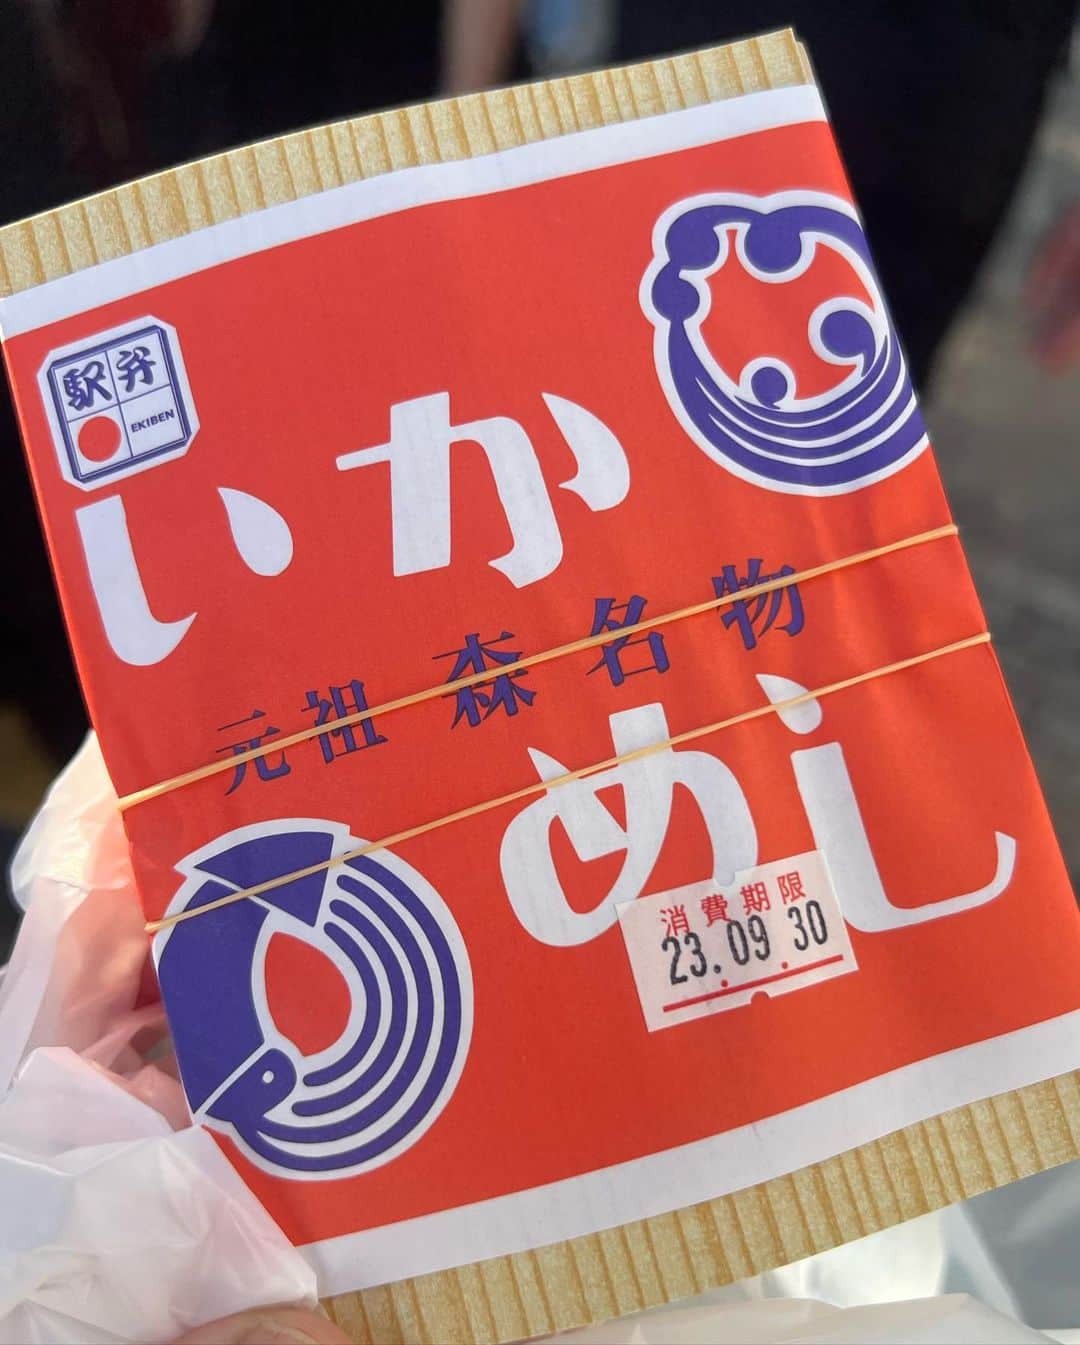 駅弁
EKIBEN
いか
元祖 森 名物
めし
消費期限
23.09.30